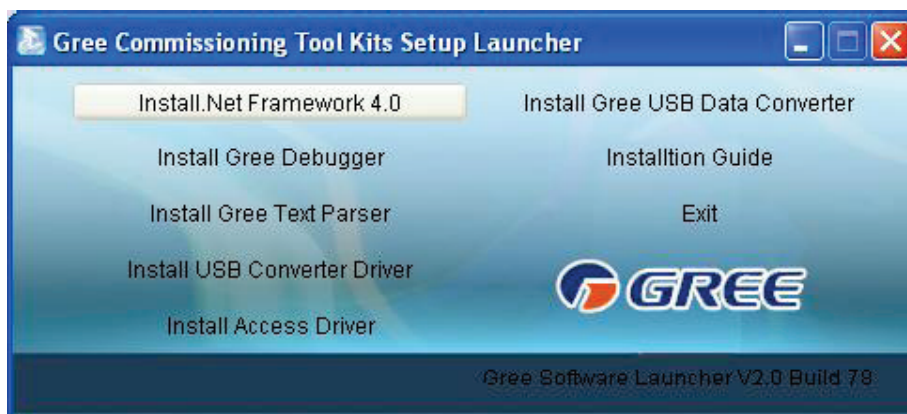 Gree Commissioning Tool Kits Setup Launcher
Install.Net Framework 4.0
Install Gree Debugger
Install Gree Text Parser
Install USB Converter Driver
Install Access Driver
Install Gree USB Data Converter
Installtion Guide
Exit
GREE
Gree Software Launcher V2.0 Build 79